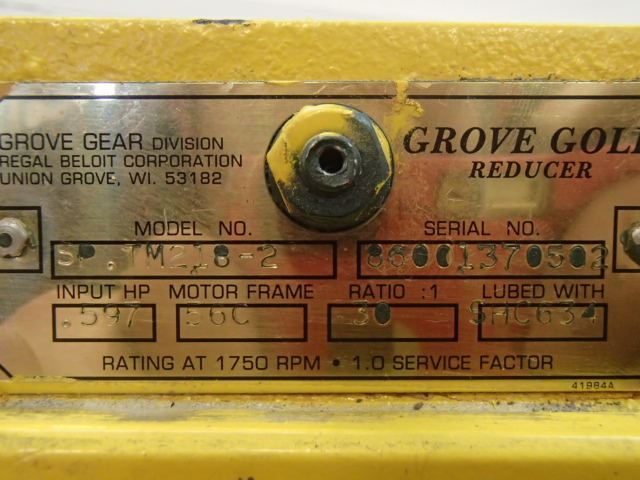 GROVE GEAR DIVISION
REGAL BELOIT CORPORATION
UNION GROVE, WI. 53182
GROVE GOLD
REDUCER
MODEL NO.
SP.TM218-2
SERIAL NO.
86001370502
INPUT HP
.597
MOTOR FRAME
56C
RATIO :1
30
LUBED WITH
SHC634
RATING AT 1750 RPM • 1.0 SERVICE FACTOR
41984A